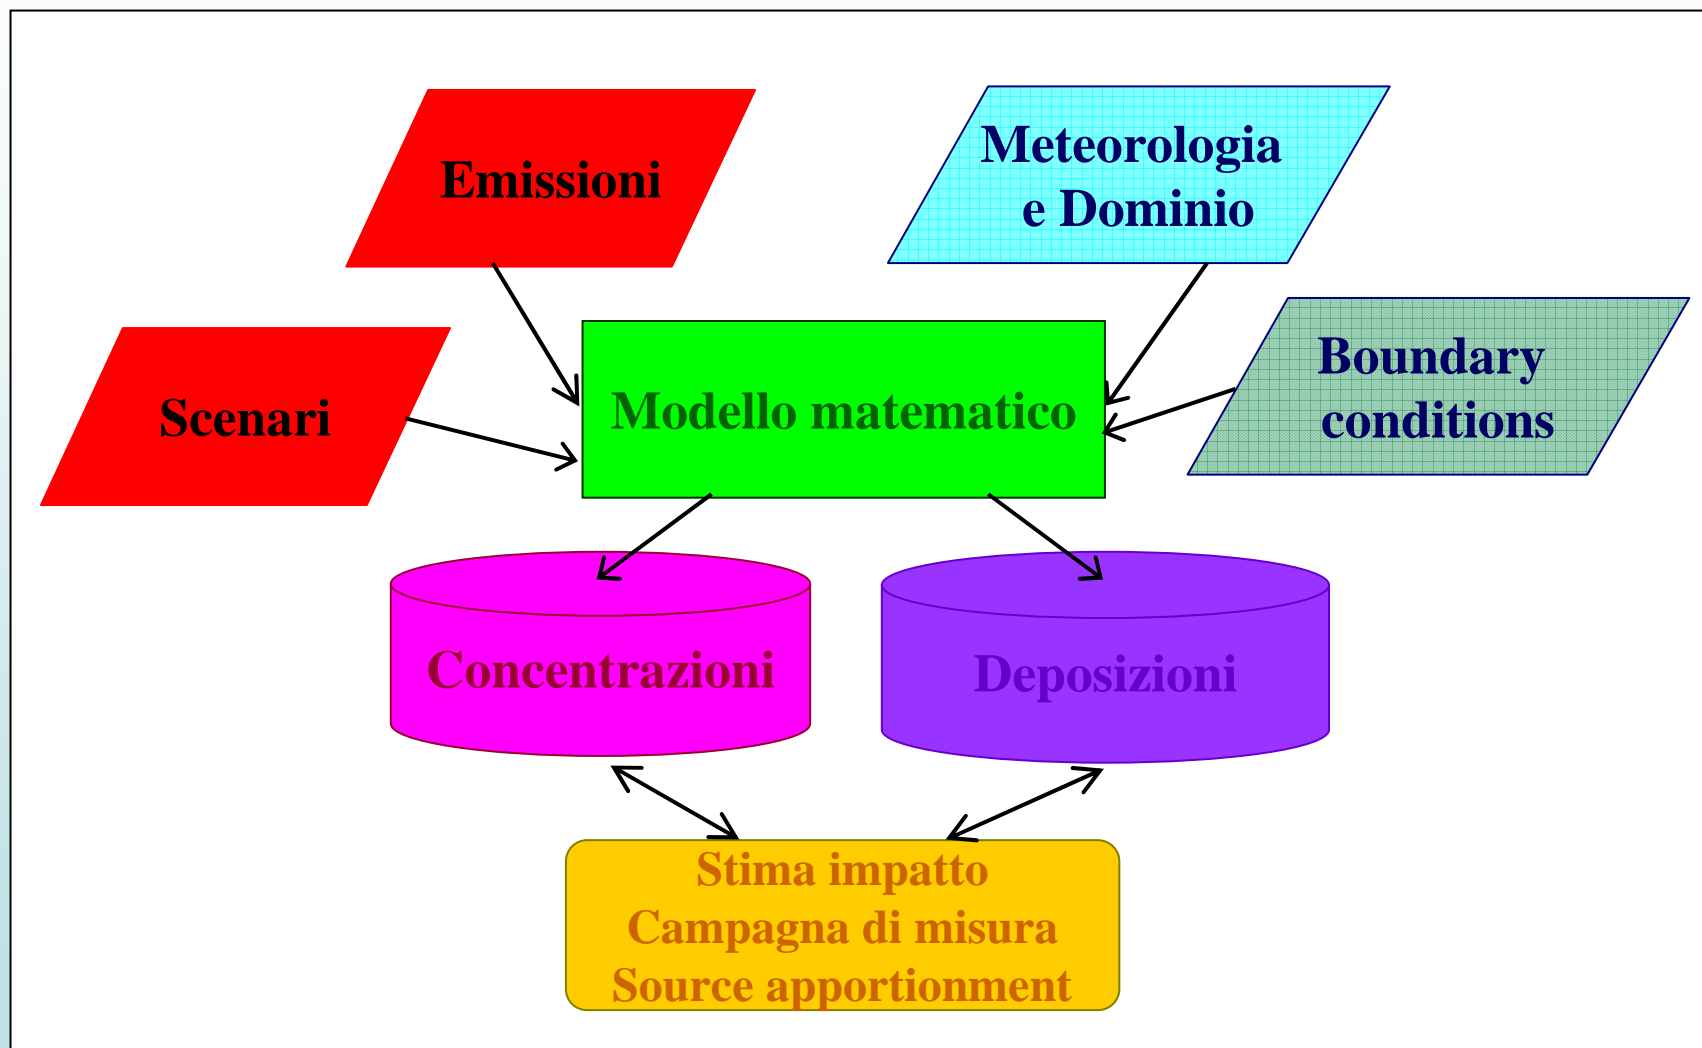 Emissioni
Meteorologia
e Dominio
Scenari
Modello matematico
Boundary
conditions
Concentrazioni
Deposizioni
Stima impatto
Campagna di misura
Source apportionment